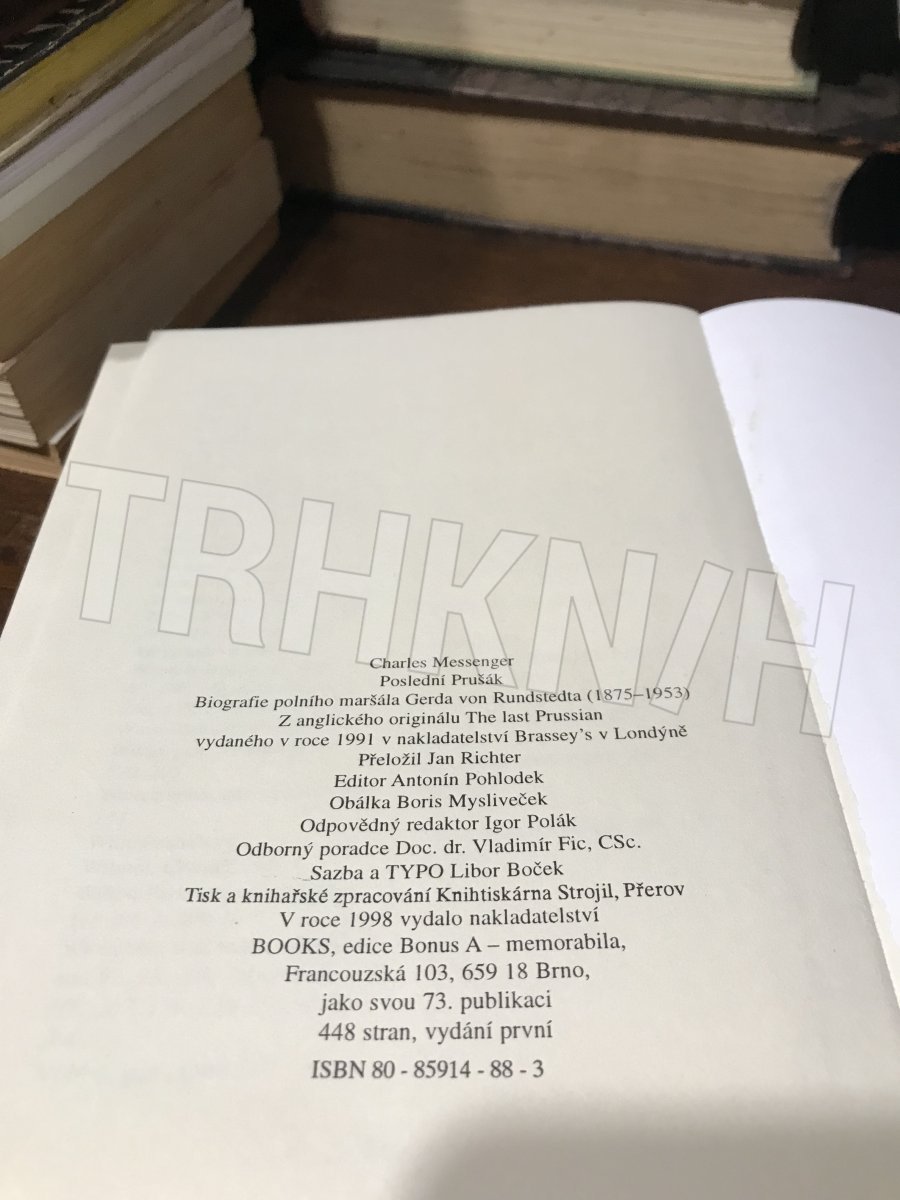 TRHKN/H
Charles Messenger
Poslední Prušák
Biografie polního maršála Gerda von Rundstedta (1875–1953)
Z anglického originálu The last Prussian
vydaného v roce 1991 v nakladatelství Brassey's v Londýně
Přeložil Jan Richter
Editor Antonín Pohlodek
Obálka Boris Mysliveček
Odpovědný redaktor Igor Polák
Odborný poradce Doc. dr. Vladimír Fic, CSc.
Sazba a TYPO Libor Boček
Tisk a knihařské zpracování Knihtiskárna Strojil, Přerov
V roce 1998 vydalo nakladatelství
BOOKS, edice Bonus A – memorabilia,
Francouzská 103, 659 18 Brno,
jako svou 73. publikaci
448 stran, vydání první
ISBN 80 - 85914 - 88 - 3